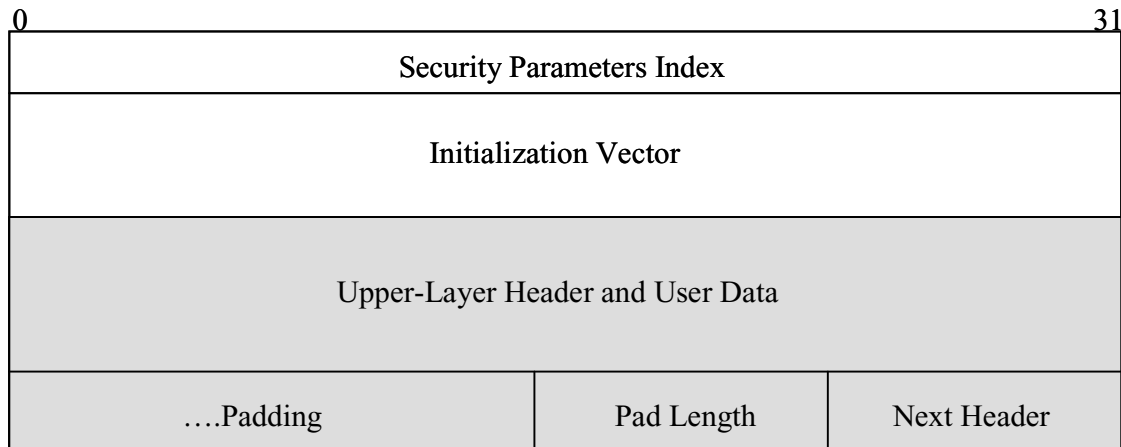 0 31
Security Parameters Index
Initialization Vector
Upper-Layer Header and User Data
….Padding Pad Length Next Header